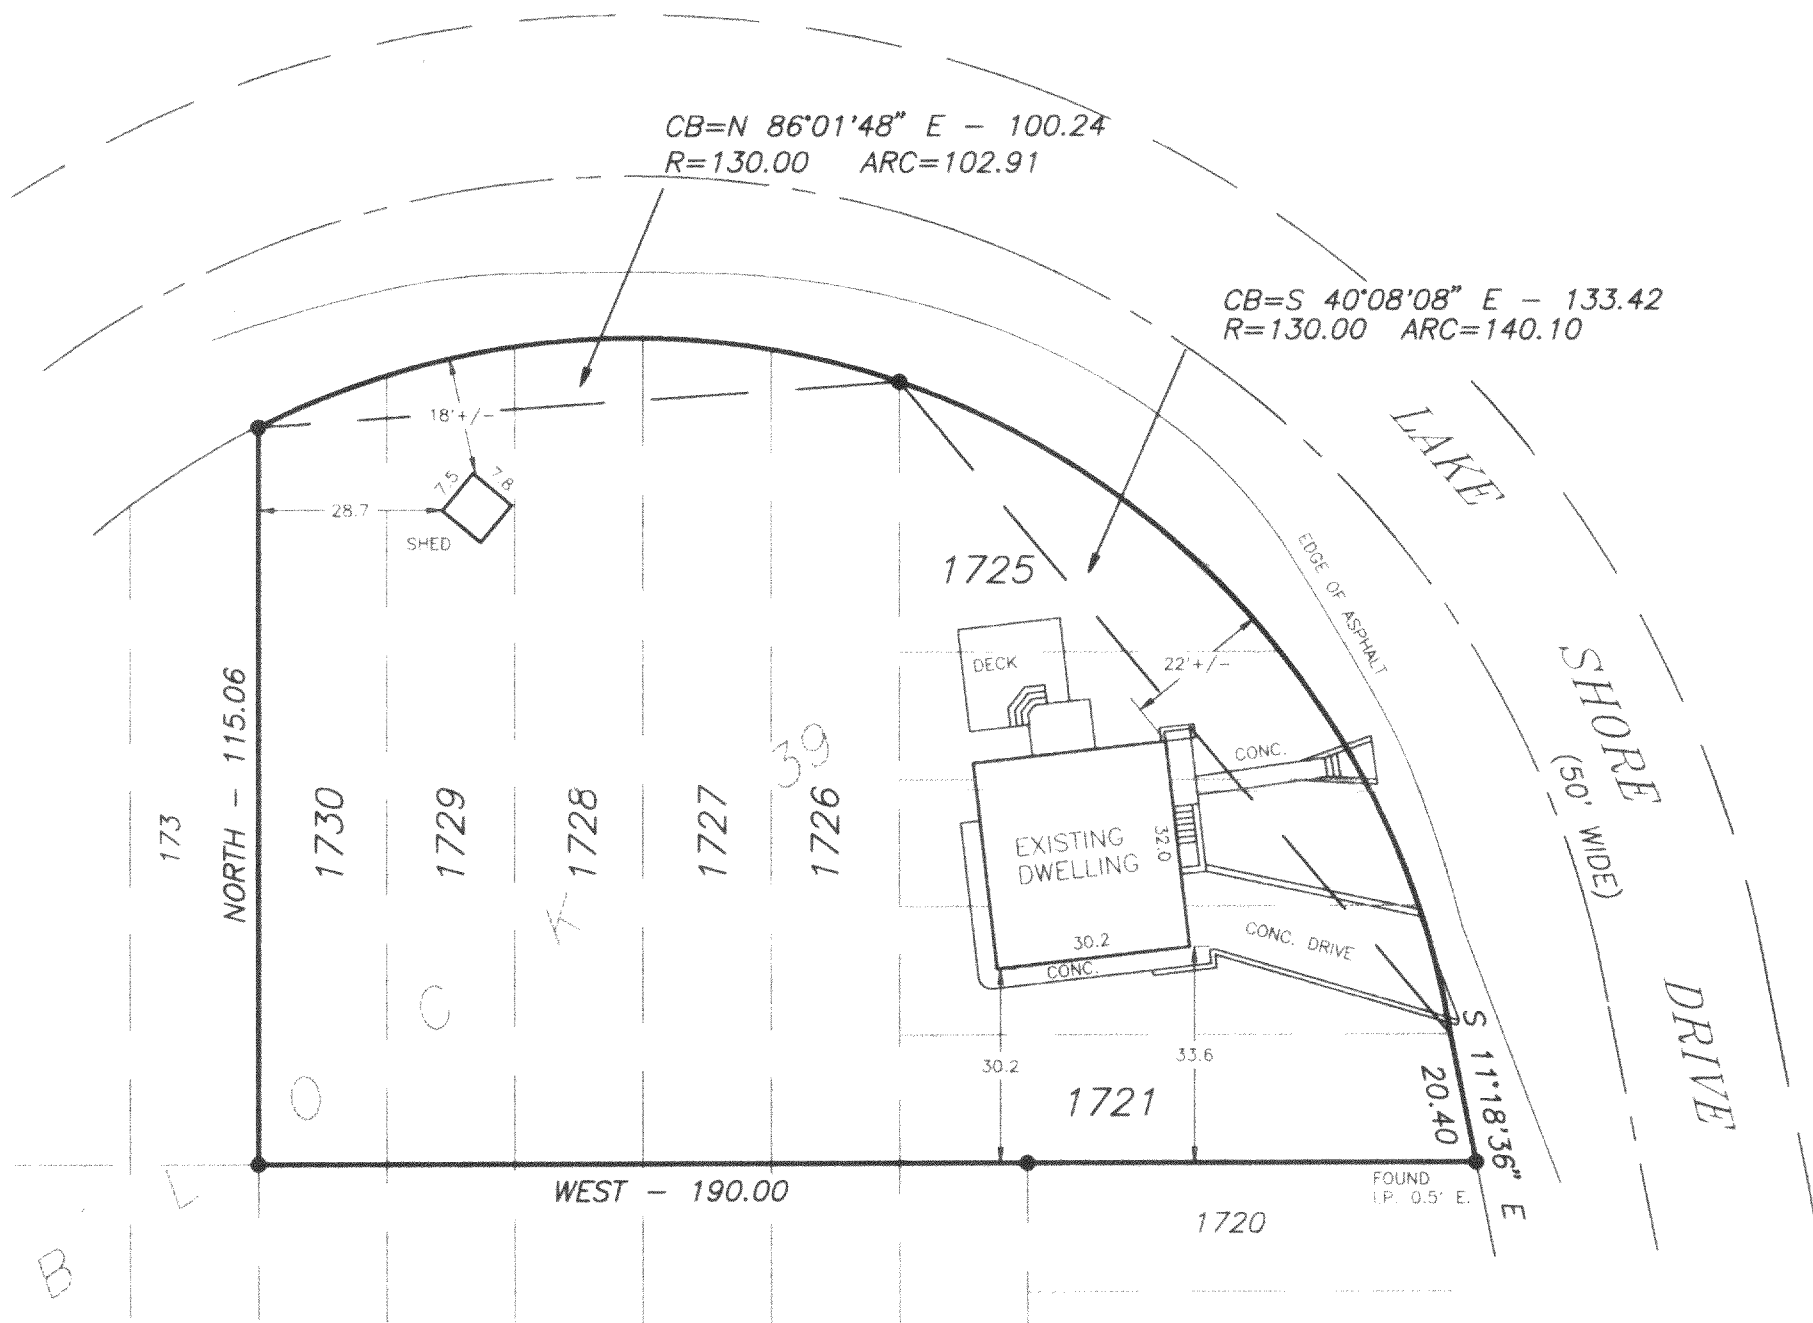 CB=N 86°01'48" E - 100.24
R=130.00 ARC=102.91
CB=S 40°08'08" E - 133.42
R=130.00 ARC=140.10
LAKE
SHORE
DRIVE
(50' WIDE)
EDGE OF ASPHALT
18'+/-
7.5
7.8
28.7
SHED
1725
DECK
22'+/-
CONC.
39
NORTH - 115.06
173
1730
1729
1728
1727
1726
EXISTING
DWELLING
32.0
30.2
CONC.
CONC. DRIVE
30.2
33.6
1721
S 11°18'36" E
20.40
WEST - 190.00
FOUND
I.P. 0.5' E.
1720
B L O C K